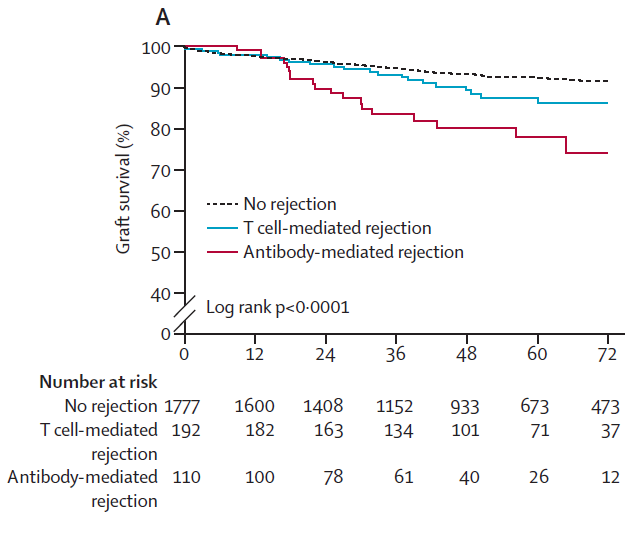 A
100
90
80
70
60
50
40
0
Graft survival (%)
No rejection
T cell-mediated rejection
Antibody-mediated rejection
Log rank p<0·0001
0 12 24 36 48 60 72
Number at risk
No rejection 1777 1600 1408 1152 933 673 473
T cell-mediated 192 182 163 134 101 71 37
rejection
Antibody-mediated 110 100 78 61 40 26 12
rejection